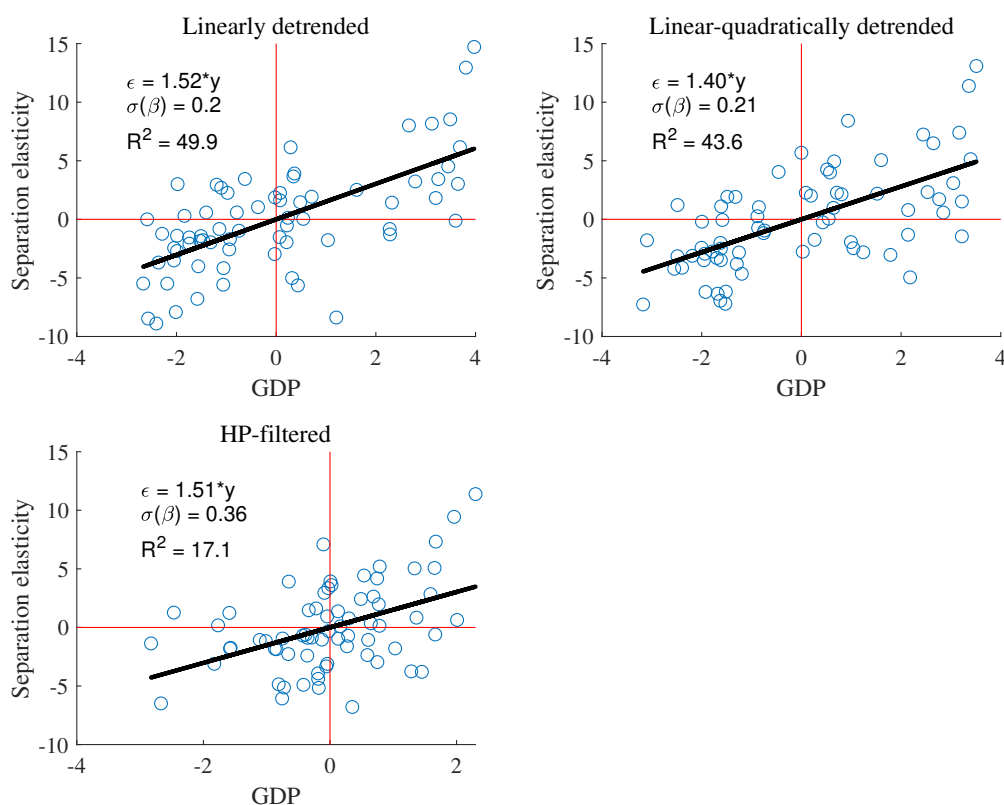 Linearly detrended
ϵ = 1.52*y
σ(β) = 0.2
R² = 49.9
Separation elasticity
15
10
5
0
-5
-10
-4
-2
0
2
4
GDP
Linear-quadratically detrended
ϵ = 1.40*y
σ(β) = 0.21
R² = 43.6
Separation elasticity
15
10
5
0
-5
-10
-4
-2
0
2
4
GDP
HP-filtered
ϵ = 1.51*y
σ(β) = 0.36
R² = 17.1
Separation elasticity
15
10
5
0
-5
-10
-4
-2
0
2
GDP